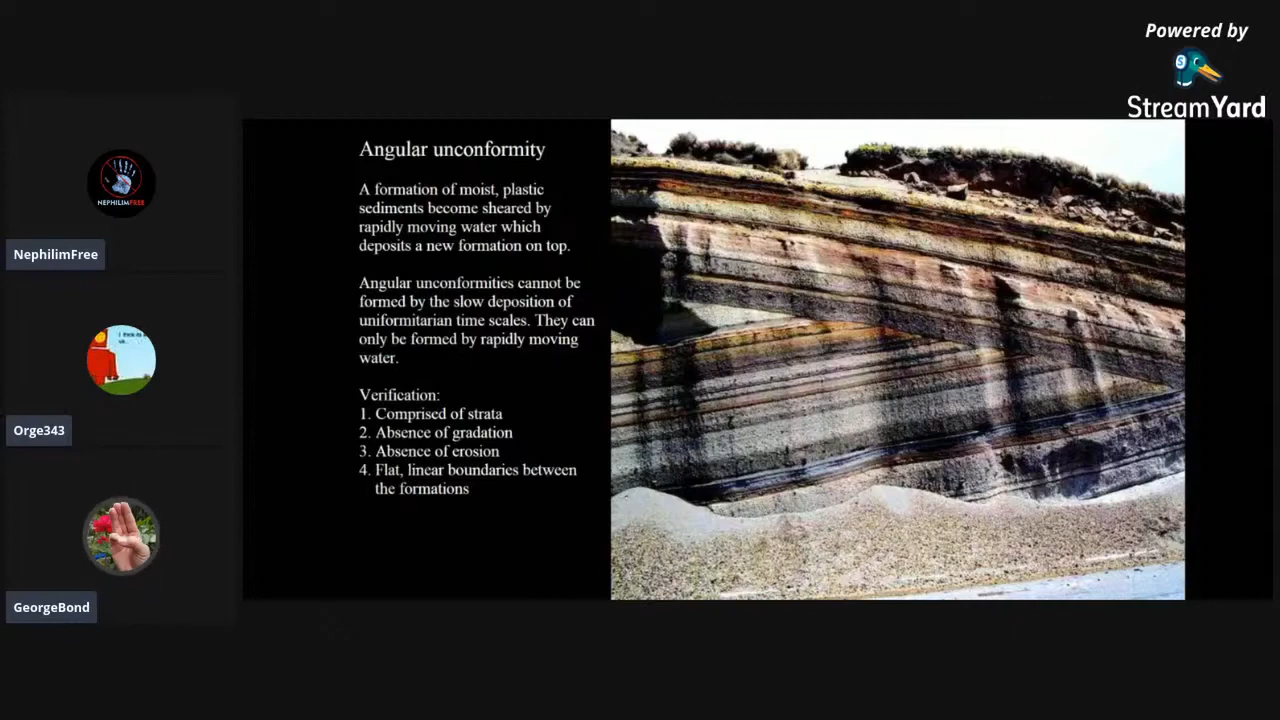 Powered by
S
StreamYard
NEPHILIMFREE
NephilimFree
Orge343
GeorgeBond
Angular unconformity
A formation of moist, plastic
sediments become sheared by
rapidly moving water which
deposits a new formation on top.
Angular unconformities cannot be
formed by the slow deposition of
uniformitarian time scales. They can
only be formed by rapidly moving
water.
Verification:
1. Comprised of strata
2. Absence of gradation
3. Absence of erosion
4. Flat, linear boundaries between
the formations